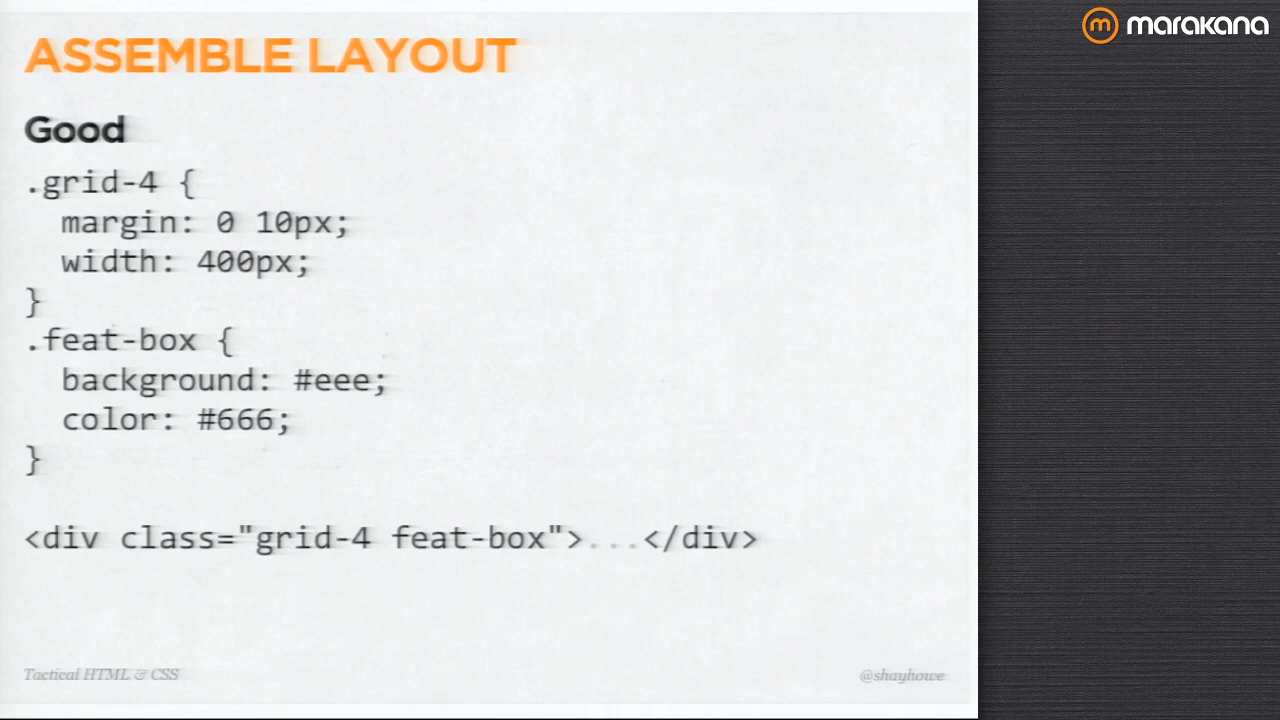 ASSEMBLE LAYOUT
marakana
Good
.grid-4 {
  margin: 0 10px;
  width: 400px;
}
.feat-box {
  background: #eee;
  color: #666;
}
<div class="grid-4 feat-box">...</div>
Tactical HTML & CSS
@shayhowe